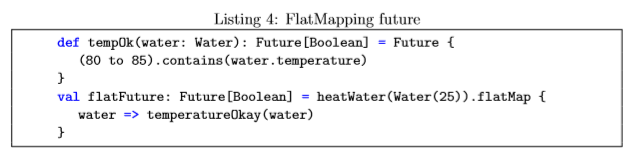 Listing 4: FlatMapping future
def tempOk(water: Water): Future[Boolean] = Future {
(80 to 85).contains(water.temperature)
}
val flatFuture: Future[Boolean] = heatWater(Water(25)).flatMap {
water => temperatureOkay(water)
}